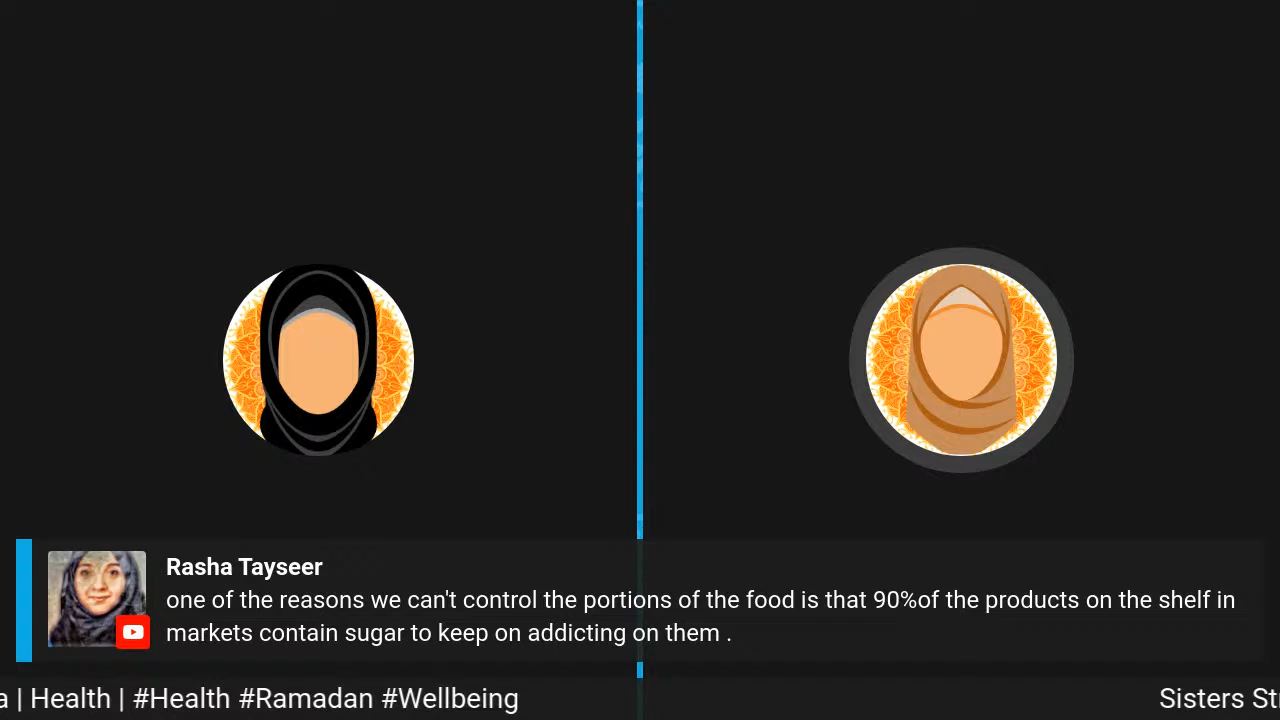 Rasha Tayseer
one of the reasons we can't control the portions of the food is that 90%of the products on the shelf in
markets contain sugar to keep on addicting on them .
a | Health | #Health #Ramadan #Wellbeing
Sisters St